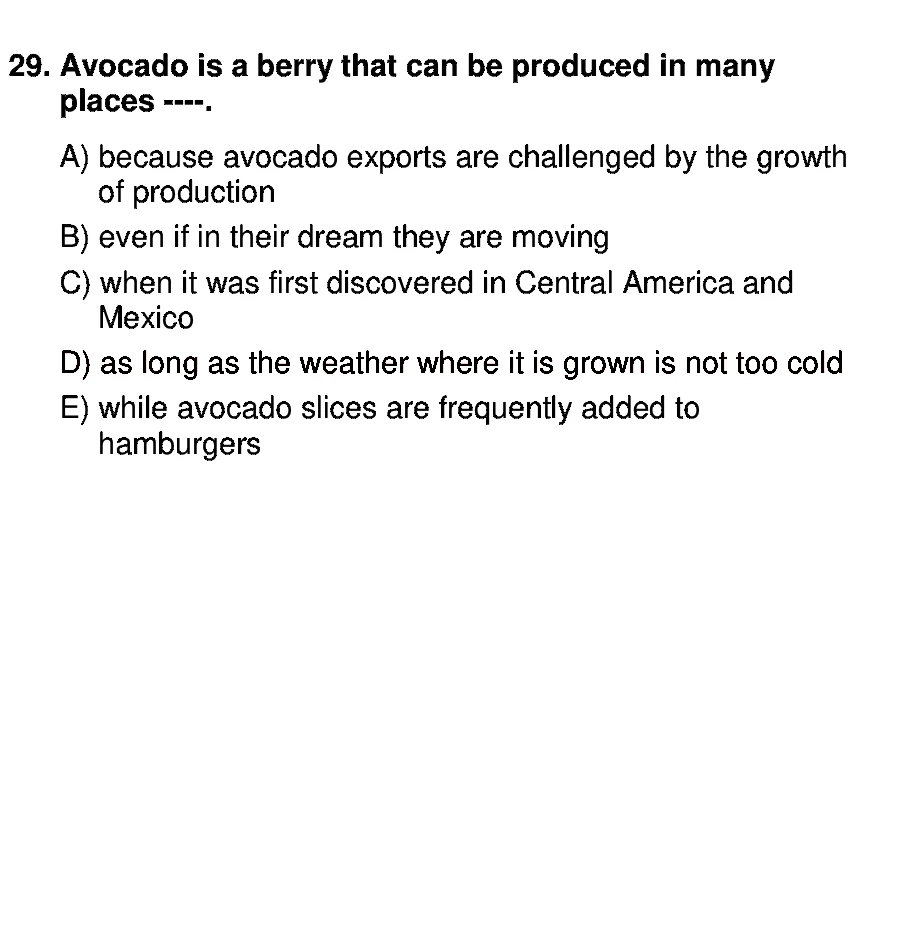 29. Avocado is a berry that can be produced in many
places ----.
A) because avocado exports are challenged by the growth
of production
B) even if in their dream they are moving
C) when it was first discovered in Central America and
Mexico
D) as long as the weather where it is grown is not too cold
E) while avocado slices are frequently added to
hamburgers